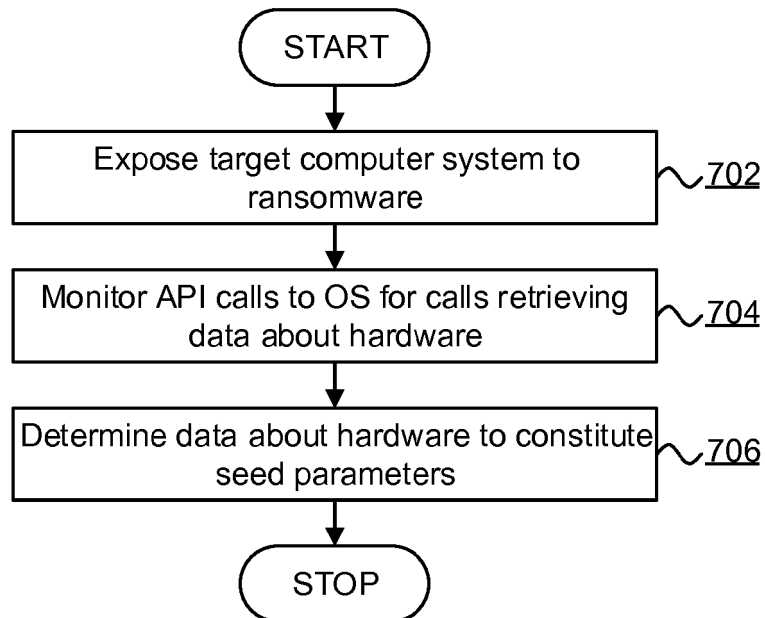 START
Expose target computer system to
ransomware
702
Monitor API calls to OS for calls retrieving
data about hardware
704
Determine data about hardware to constitute
seed parameters
706
STOP